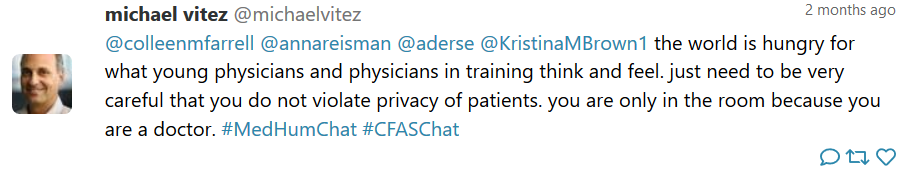 michael vitez @michaelvitez 2 months ago
@colleenmfarrell @annareisman @aderse @KristinaMBrown1 the world is hungry for
what young physicians and physicians in training think and feel. just need to be very
careful that you do not violate privacy of patients. you are only in the room because you
are a doctor. #MedHumChat #CFASChat